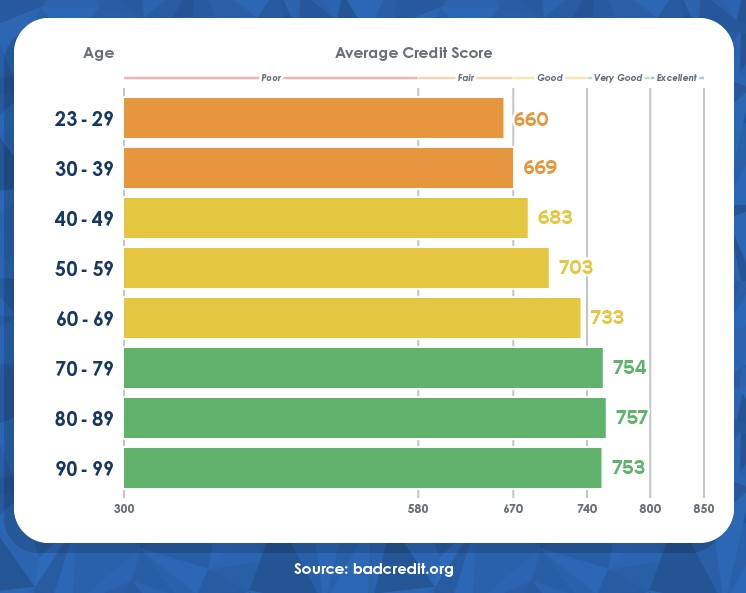 Age Average Credit Score
Poor Fair Good Very Good Excellent
23 - 29 660
30 - 39 669
40 - 49 683
50 - 59 703
60 - 69 733
70 - 79 754
80 - 89 757
90 - 99 753
300 580 670 740 800 850
Source: badcredit.org